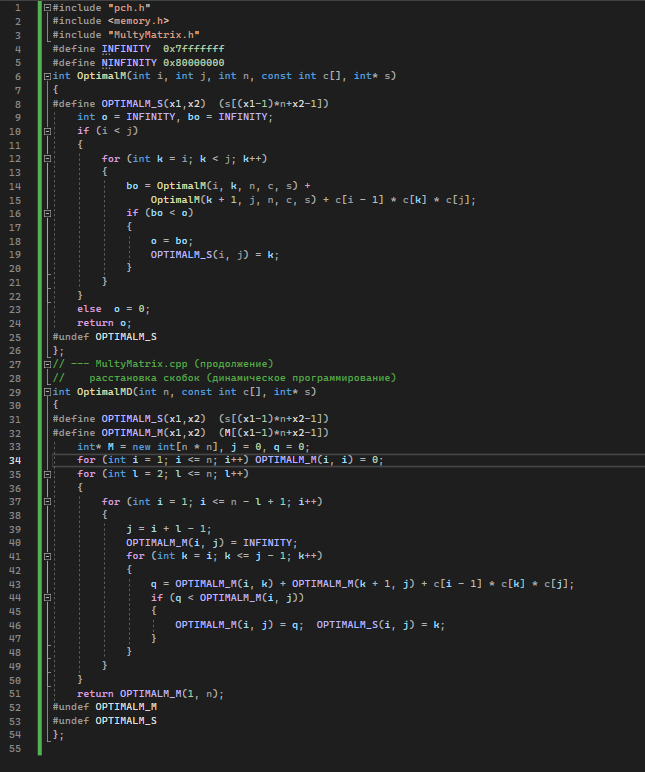 1 #include "pch.h"
2 #include <memory.h>
3 #include "MultyMatrix.h"
4 #define INFINITY  0x7fffffff
5 #define NINFINITY 0x80000000
6 int OptimalM(int i, int j, int n, const int c[], int* s)
7 {
8 #define OPTIMALM_S(x1,x2)  (s[(x1-1)*n+x2-1])
9     int o = INFINITY, bo = INFINITY;
10     if (i < j)
11     {
12         for (int k = i; k < j; k++)
13         {
14             bo = OptimalM(i, k, n, c, s) +
15                 OptimalM(k + 1, j, n, c, s) + c[i - 1] * c[k] * c[j];
16             if (bo < o)
17             {
18                 o = bo;
19                 OPTIMALM_S(i, j) = k;
20             }
21         }
22     }
23     else  o = 0;
24     return o;
25 #undef OPTIMALM_S
26 };
27 // --- MultyMatrix.cpp (продолжение)
28 //    расстановка скобок (динамическое программирование)
29 int OptimalMD(int n, const int c[], int* s)
30 {
31 #define OPTIMALM_S(x1,x2)  (s[(x1-1)*n+x2-1])
32 #define OPTIMALM_M(x1,x2)  (M[(x1-1)*n+x2-1])
33     int* M = new int[n * n], j = 0, q = 0;
34     for (int i = 1; i <= n; i++) OPTIMALM_M(i, i) = 0;
35     for (int l = 2; l <= n; l++)
36     {
37         for (int i = 1; i <= n - l + 1; i++)
38         {
39             j = i + l - 1;
40             OPTIMALM_M(i, j) = INFINITY;
41             for (int k = i; k <= j - 1; k++)
42             {
43                 q = OPTIMALM_M(i, k) + OPTIMALM_M(k + 1, j) + c[i - 1] * c[k] * c[j];
44                 if (q < OPTIMALM_M(i, j))
45                 {
46                     OPTIMALM_M(i, j) = q;  OPTIMALM_S(i, j) = k;
47                 }
48             }
49         }
50     }
51     return OPTIMALM_M(1, n);
52 #undef OPTIMALM_M
53 #undef OPTIMALM_S
54 };
55